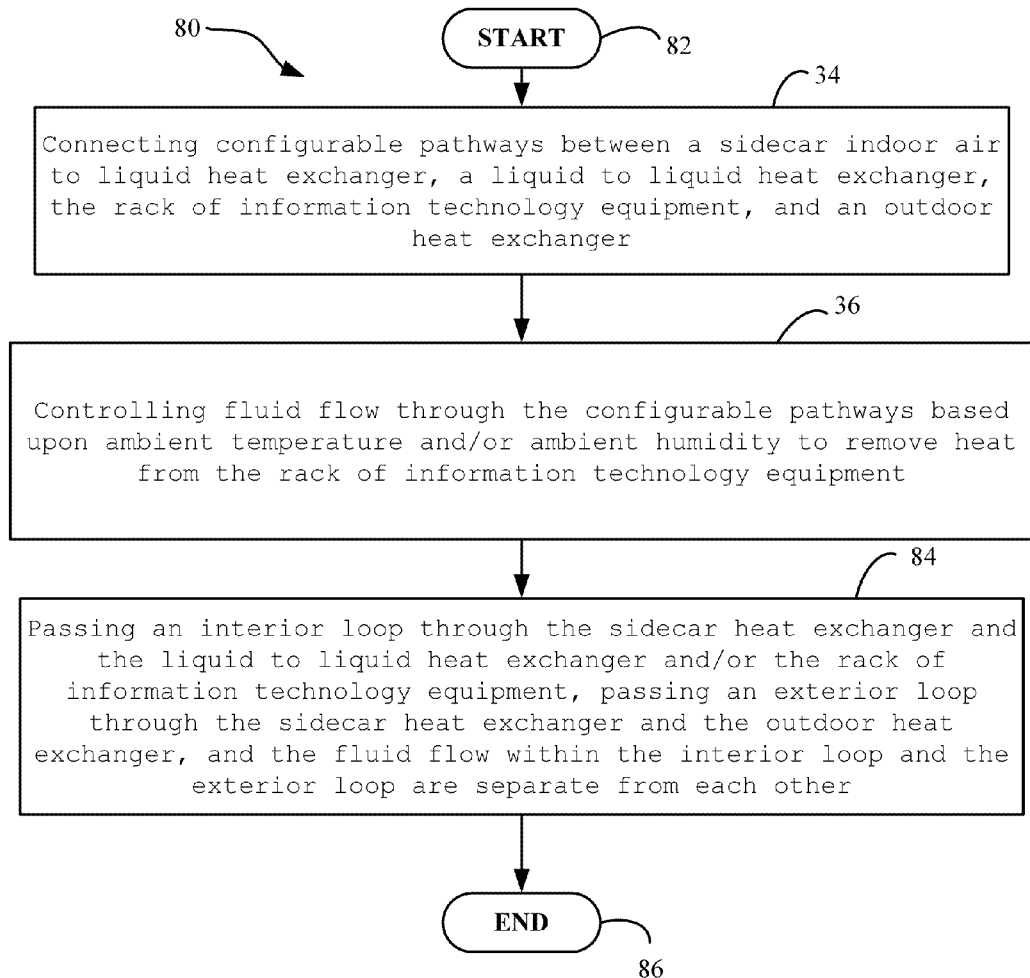 80
START
82
34
Connecting configurable pathways between a sidecar indoor air
to liquid heat exchanger, a liquid to liquid heat exchanger,
the rack of information technology equipment, and an outdoor
heat exchanger
36
Controlling fluid flow through the configurable pathways based
upon ambient temperature and/or ambient humidity to remove heat
from the rack of information technology equipment
84
Passing an interior loop through the sidecar heat exchanger and
the liquid to liquid heat exchanger and/or the rack of
information technology equipment, passing an exterior loop
through the sidecar heat exchanger and the outdoor heat
exchanger, and the fluid flow within the interior loop and the
exterior loop are separate from each other
END
86